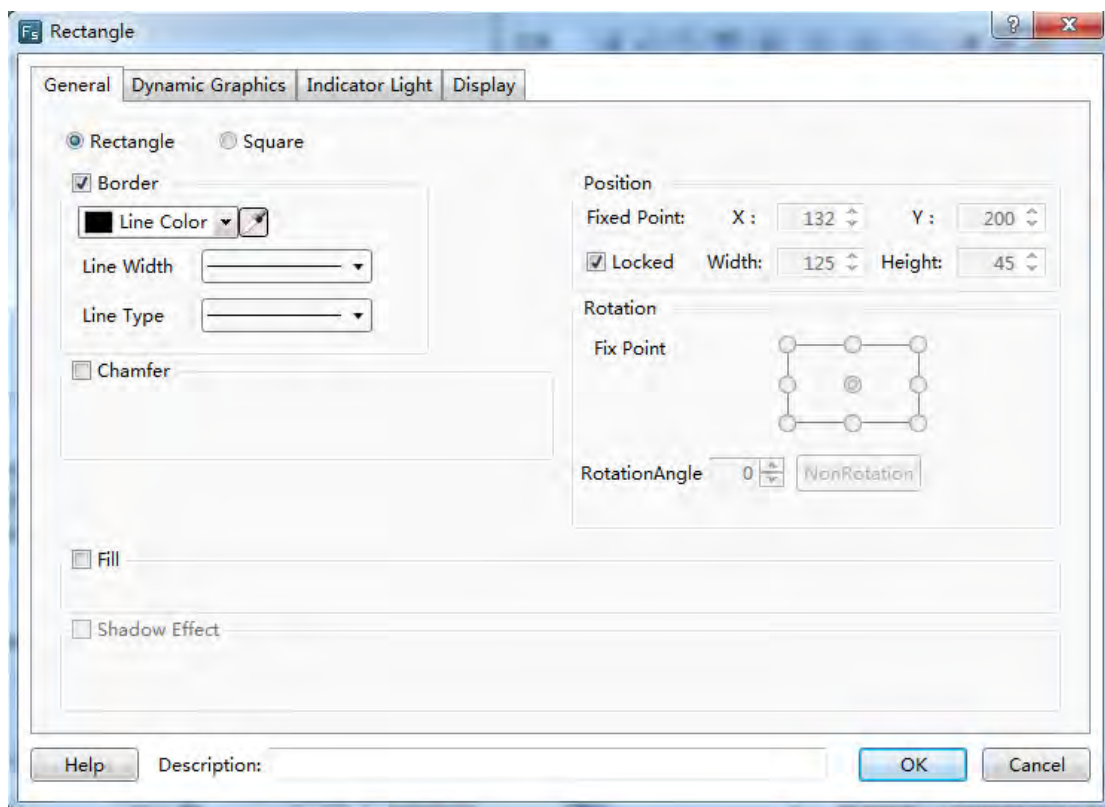 Fs Rectangle
General Dynamic Graphics Indicator Light Display
Rectangle Square
Border
Line Color
Line Width
Line Type
Chamfer
Position
Fixed Point: X : 132 Y : 200
Locked Width: 125 Height: 45
Rotation
Fix Point
RotationAngle 0 NonRotation
Fill
Shadow Effect
Help Description: OK Cancel